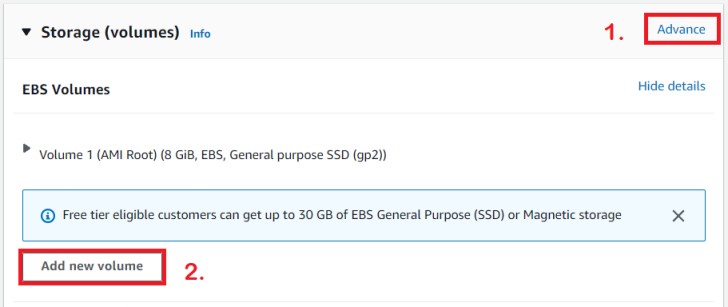 Storage (volumes) Info 1. Advance
EBS Volumes Hide details
Volume 1 (AMI Root) (8 GiB, EBS, General purpose SSD (gp2))
Free tier eligible customers can get up to 30 GB of EBS General Purpose (SSD) or Magnetic storage
Add new volume 2.